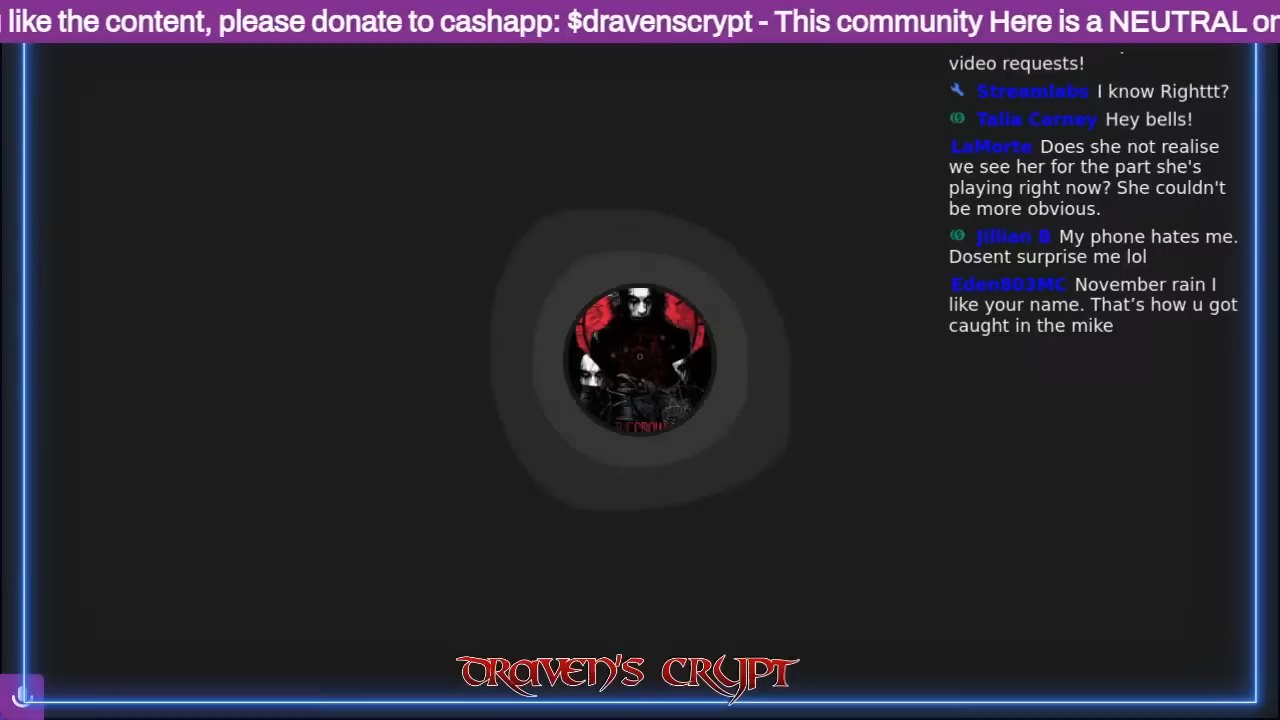 like the content, please donate to cashapp: $dravenscrypt - This community Here is a NEUTRAL or
video requests!
Streamlabs I know Righttt?
Talia Carney Hey bells!
LaMorte Does she not realise
we see her for the part she's
playing right now? She couldn't
be more obvious.
Jillian B My phone hates me.
Dosent surprise me lol
Eden803MC November rain I
like your name. That’s how u got
caught in the mike
THE CROW
DRAVEN'S CRYPT